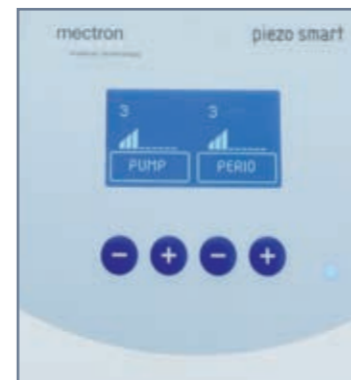 mectron piezo smart
3 3
PUMP PERIO
− + − +